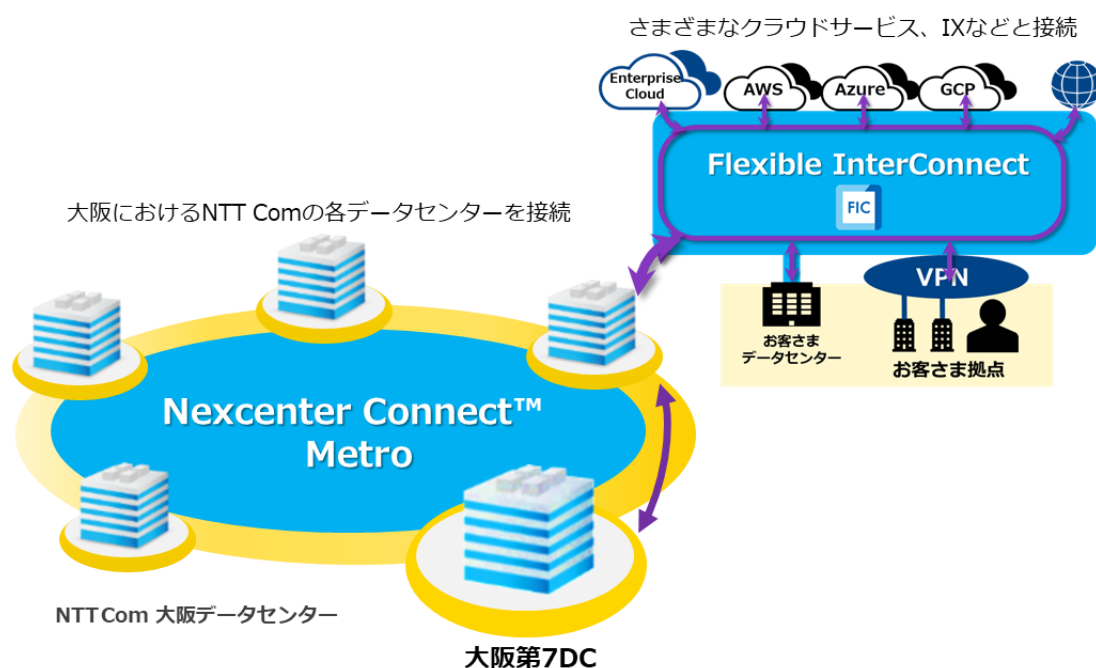 さまざまなクラウドサービス、IXなどと接続
Enterprise
Cloud
AWS
Azure
GCP
Flexible InterConnect
FIC
大阪におけるNTT Comの各データセンターを接続
VPN
お客さま
データセンター
お客さま拠点
Nexcenter Connect™
Metro
NTT Com 大阪データセンター
大阪第7DC